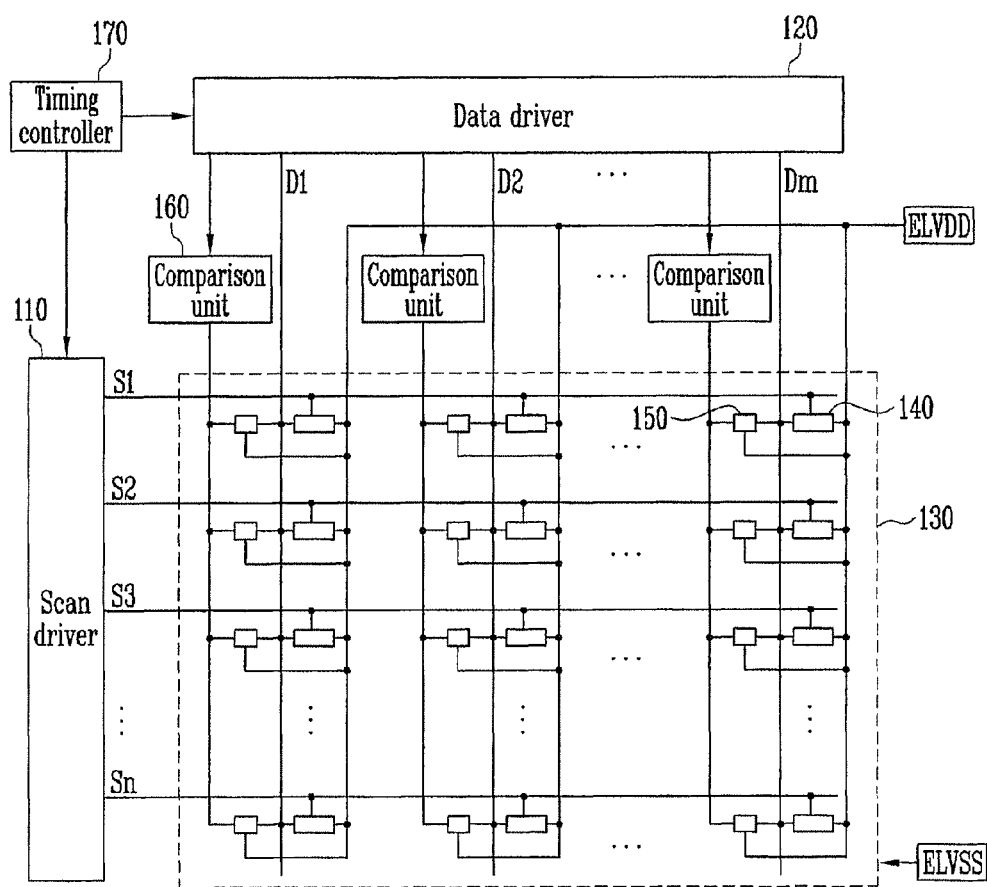 170
120
Timing
controller
Data driver
D1
D2
...
Dm
160
ELVDD
Comparison
unit
Comparison
unit
...
Comparison
unit
110
S1
150
140
...
S2
130
...
Scan
driver
S3
...
Sn
...
ELVSS